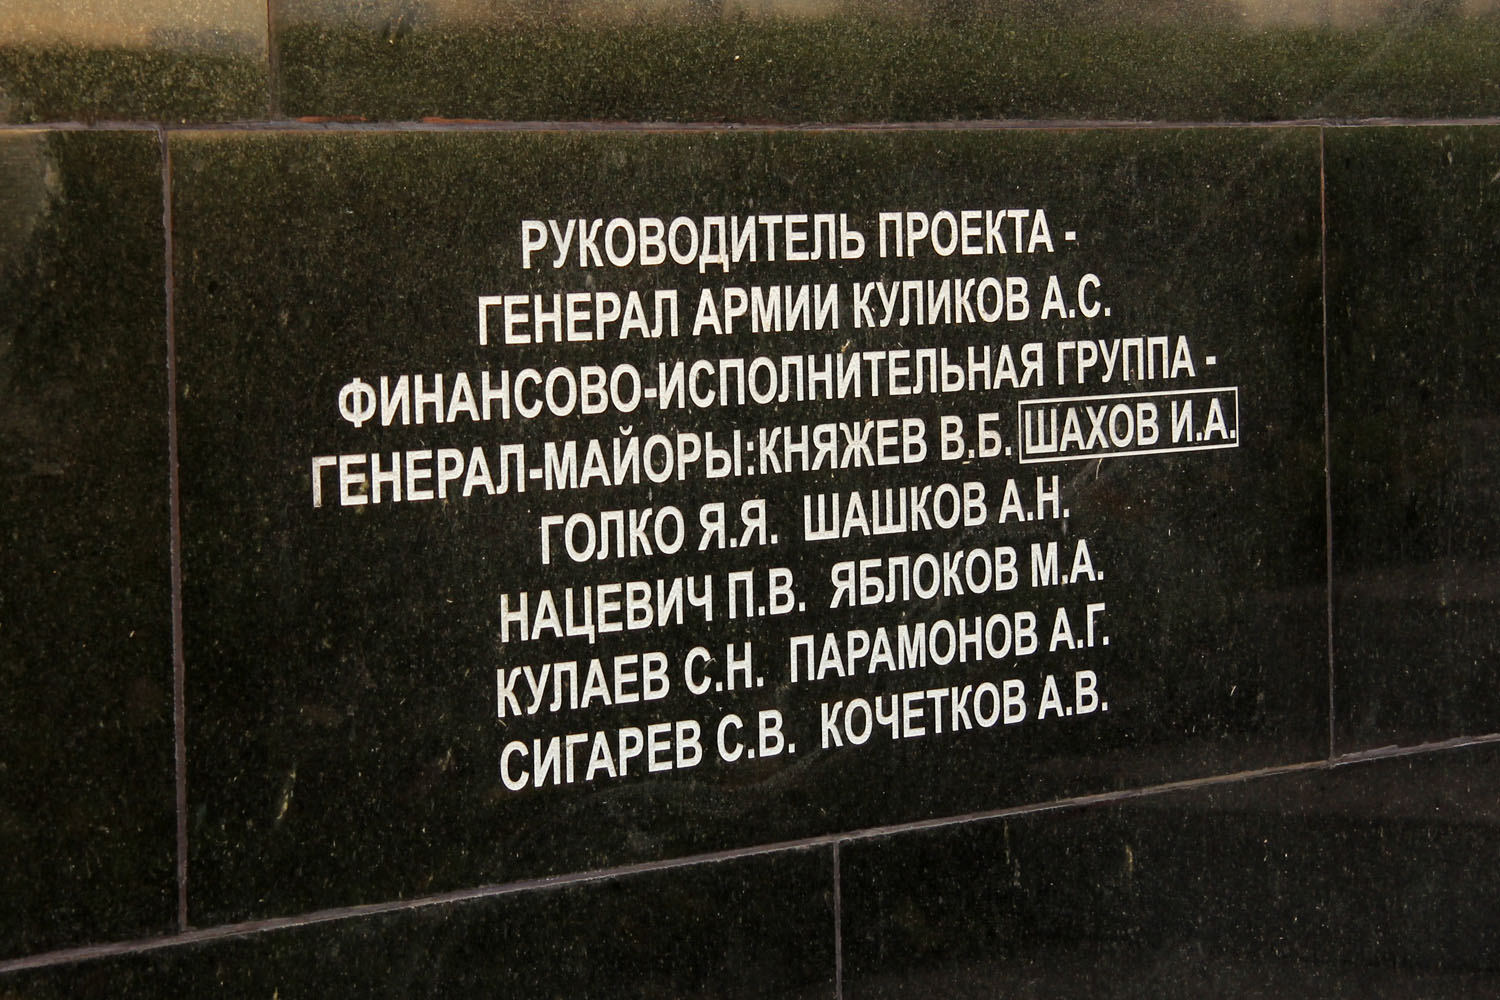 РУКОВОДИТЕЛЬ ПРОЕКТА -
ГЕНЕРАЛ АРМИИ КУЛИКОВ А.С.
ФИНАНСОВО-ИСПОЛНИТЕЛЬНАЯ ГРУППА -
ГЕНЕРАЛ-МАЙОРЫ:КНЯЖЕВ В.Б. ШАХОВ И.А.
ГОЛКО Я.Я. ШАШКОВ А.Н.
НАЦЕВИЧ П.В. ЯБЛОКОВ М.А.
КУЛАЕВ С.Н. ПАРАМОНОВ А.Г.
СИГАРЕВ С.В. КОЧЕТКОВ А.В.